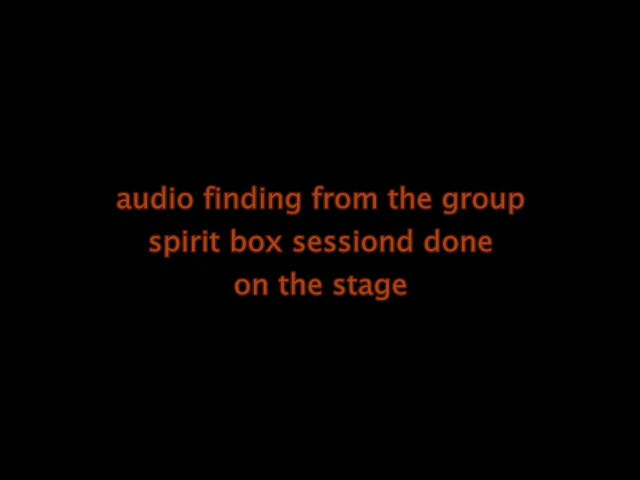 audio finding from the group
spirit box sessiond done
on the stage